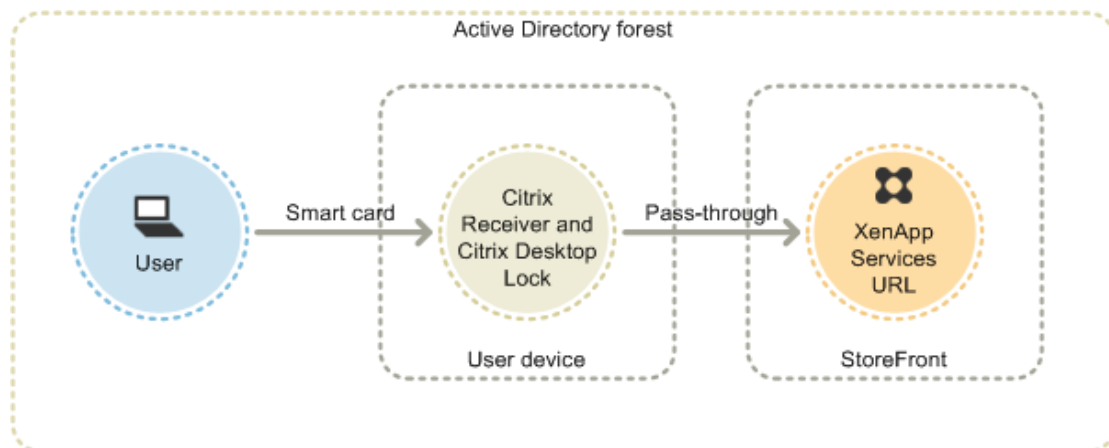 Active Directory forest
User
Smart card
Citrix
Receiver and
Citrix Desktop
Lock
User device
Pass-through
XenApp
Services
URL
StoreFront